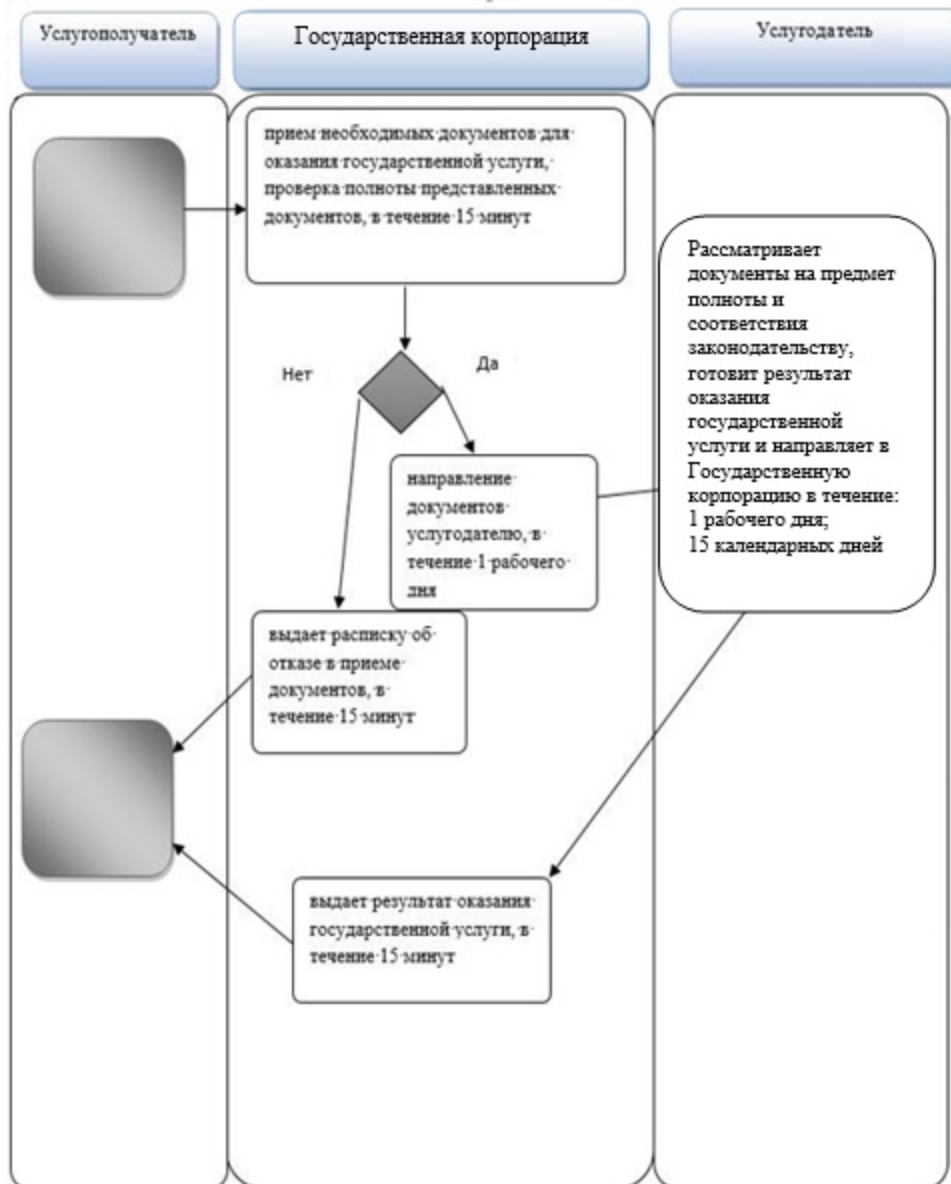 Услугополучатель
Государственная корпорация
Услугодатель
прием необходимых документов для
оказания государственной услуги,
проверка полноты представленных
документов, в течение 15 минут
Нет
Да
направление
документов
услугодателю, в
течение 1 рабочего
дня
Рассматривает
документы на предмет
полноты и
соответствия
законодательству,
готовит результат
оказания
государственной
услуги и направляет в
Государственную
корпорацию в течение:
1 рабочего дня;
15 календарных дней
выдает расписку об
отказе в приеме
документов, в
течение 15 минут
выдает результат оказания
государственной услуги, в
течение 15 минут